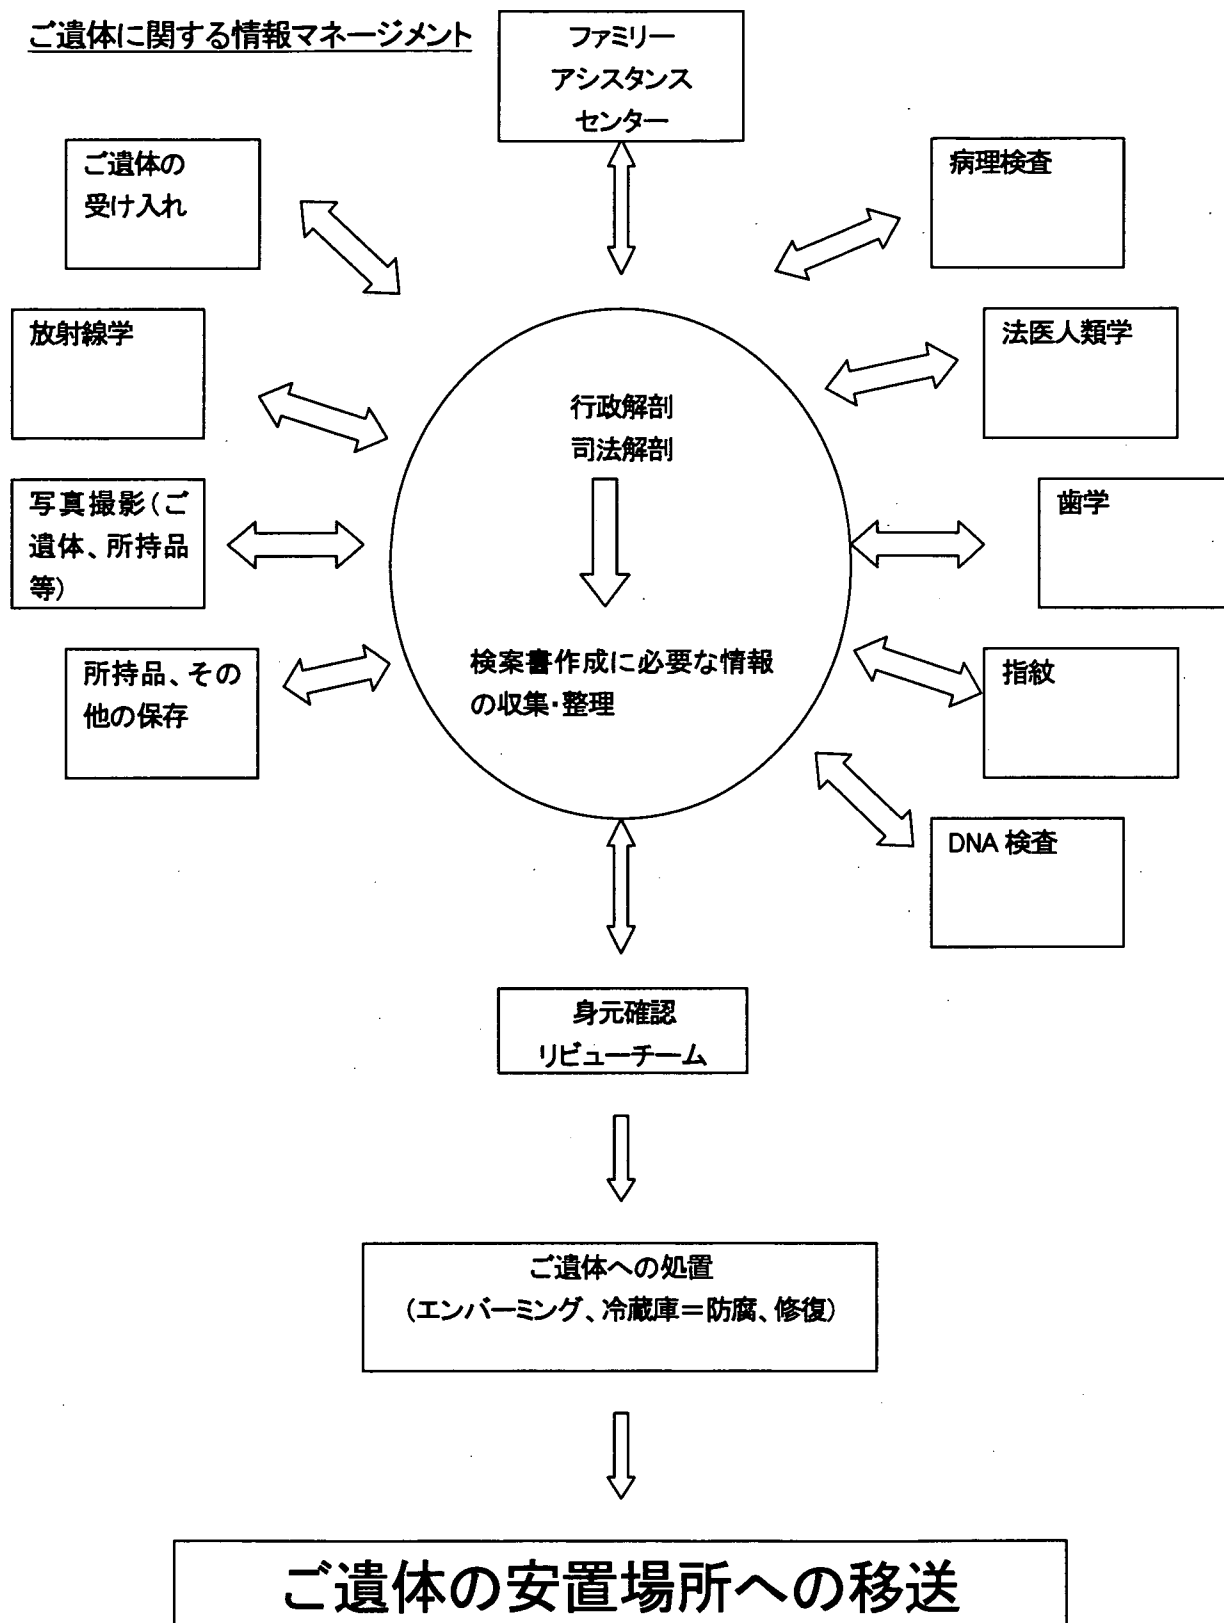 ご遺体に関する情報マネージメント
ファミリー
アシスタンス
センター
ご遺体の
受け入れ
病理検査
放射線学
法医人類学
行政解剖
司法解剖
写真撮影(ご
遺体、所持品
等)
歯学
検案書作成に必要な情報
の収集・整理
所持品、その
他の保存
指紋
DNA 検査
身元確認
リビューチーム
ご遺体への処置
(エンバーミング、冷蔵庫=防腐、修復)
ご遺体の安置場所への移送